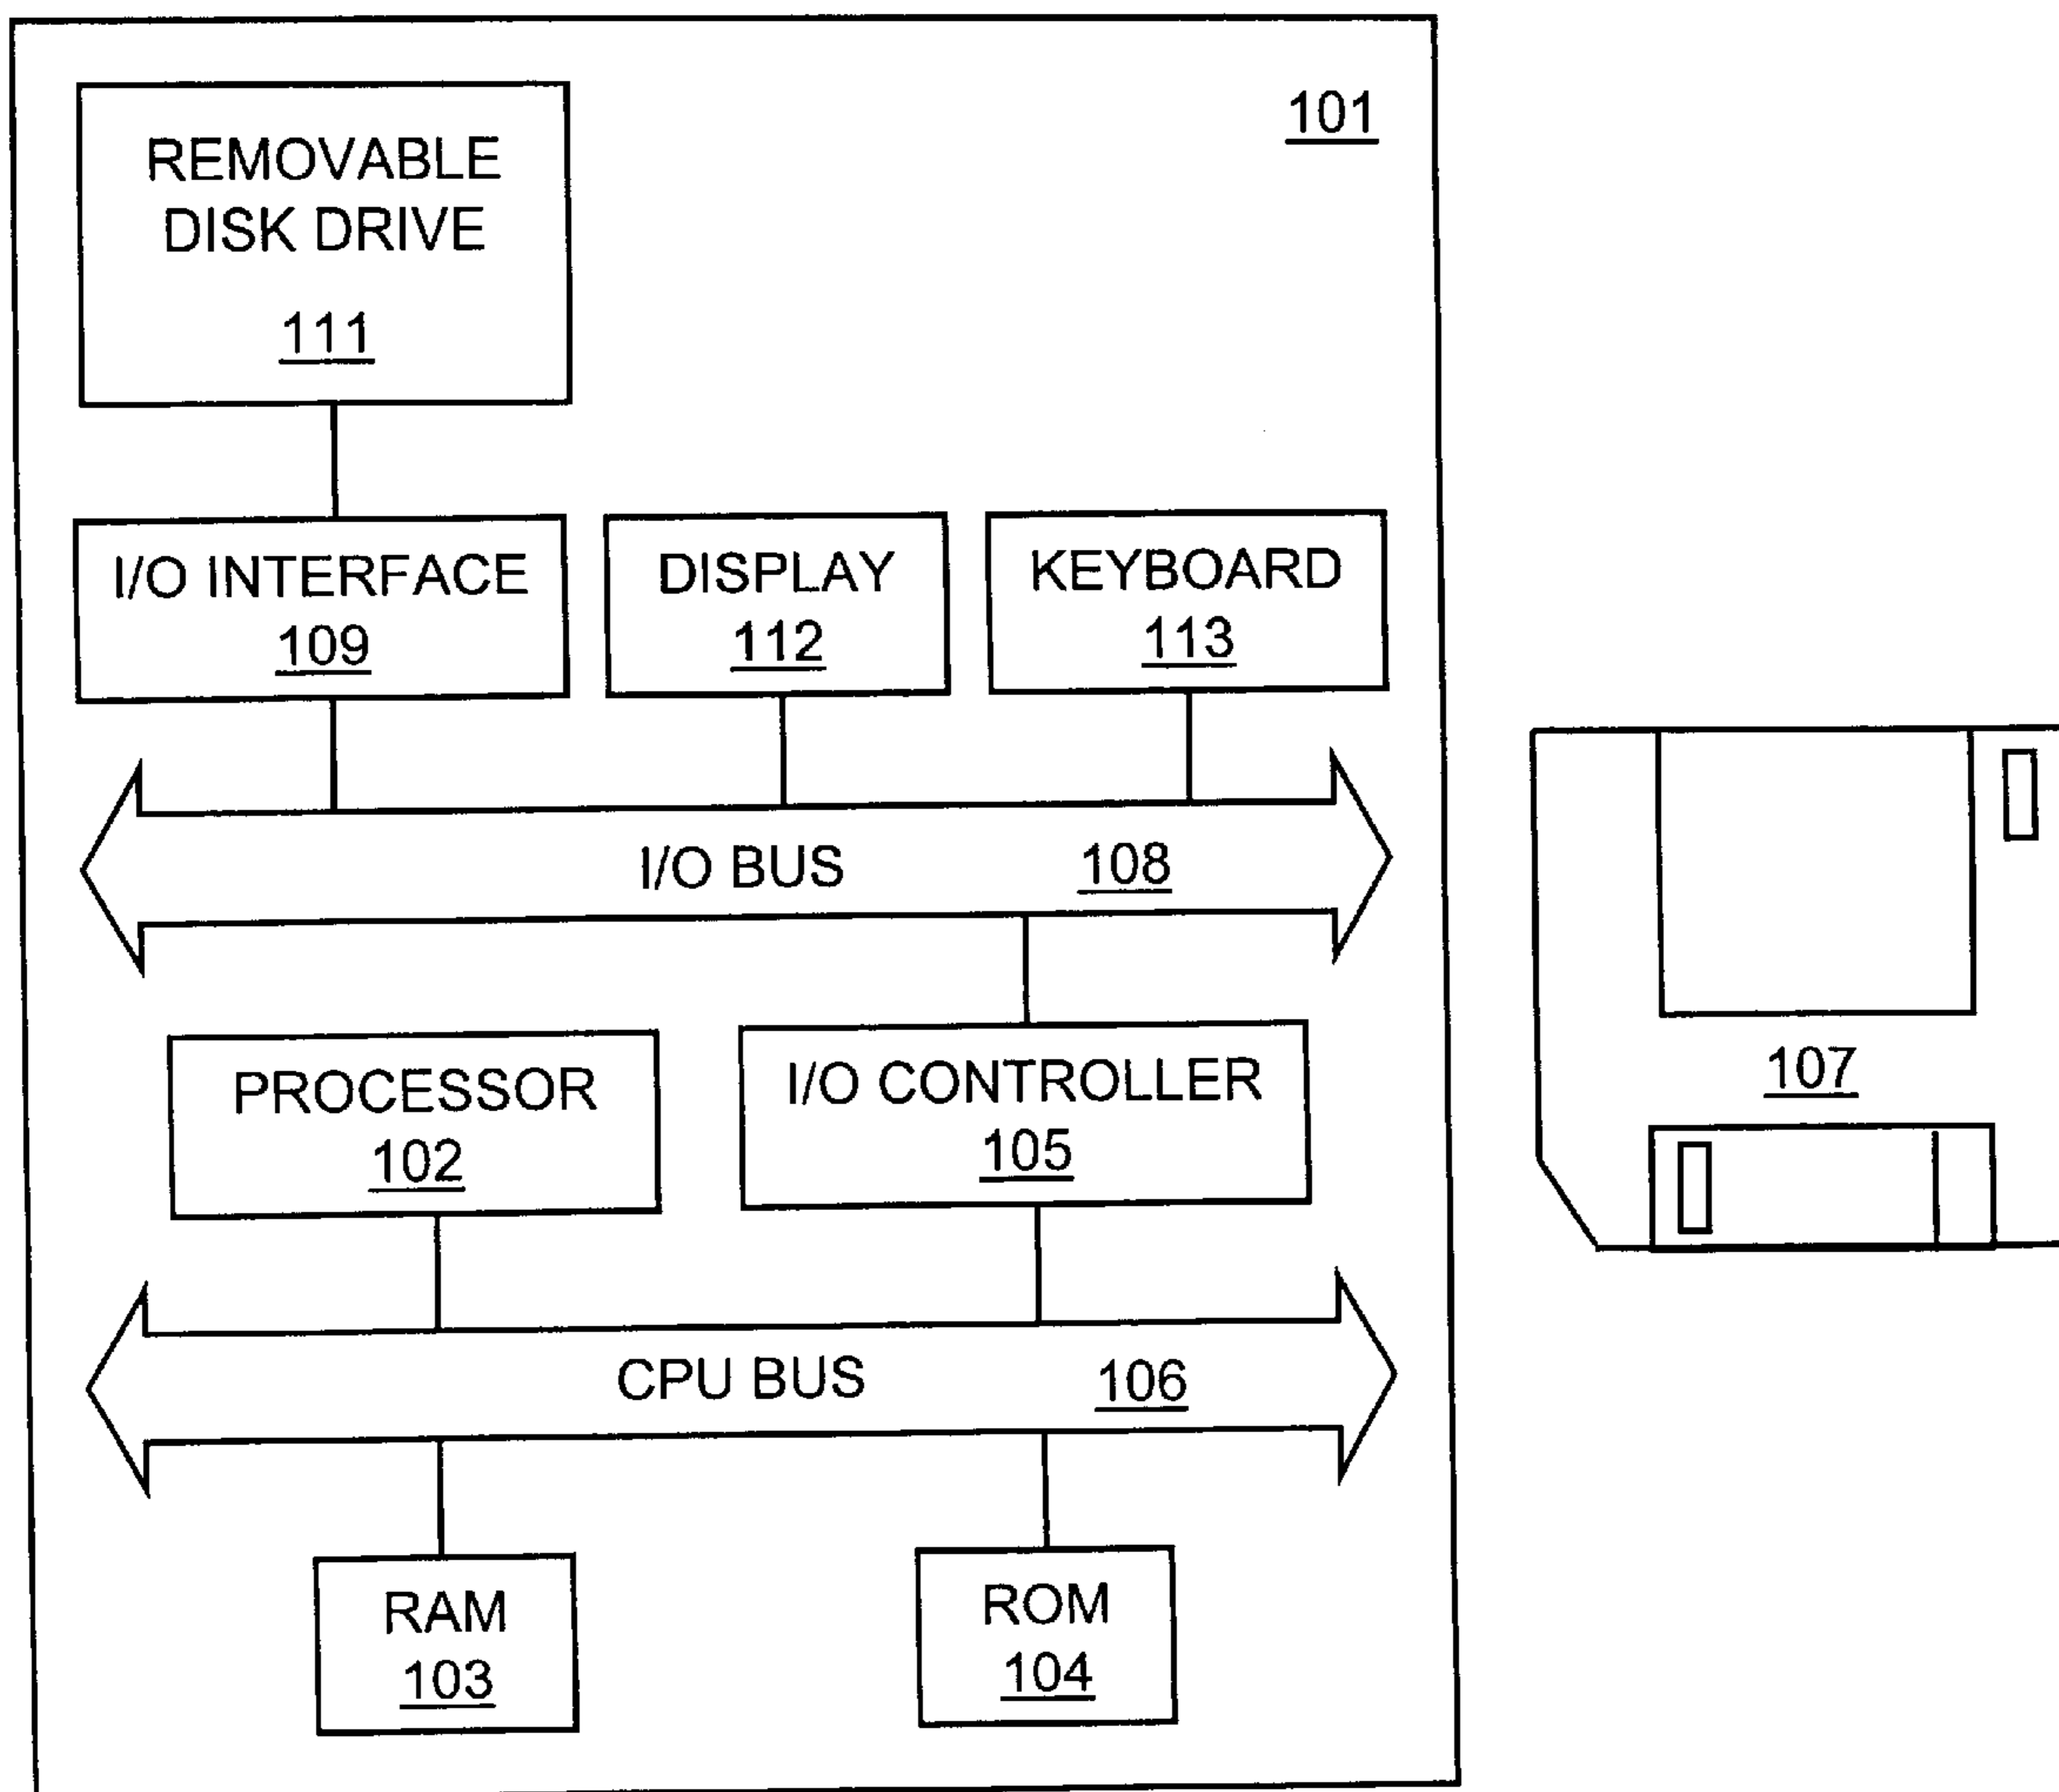 101
REMOVABLE
DISK DRIVE
111
I/O INTERFACE
109
DISPLAY
112
KEYBOARD
113
I/O BUS 108
PROCESSOR
102
I/O CONTROLLER
105
107
CPU BUS 106
RAM
103
ROM
104